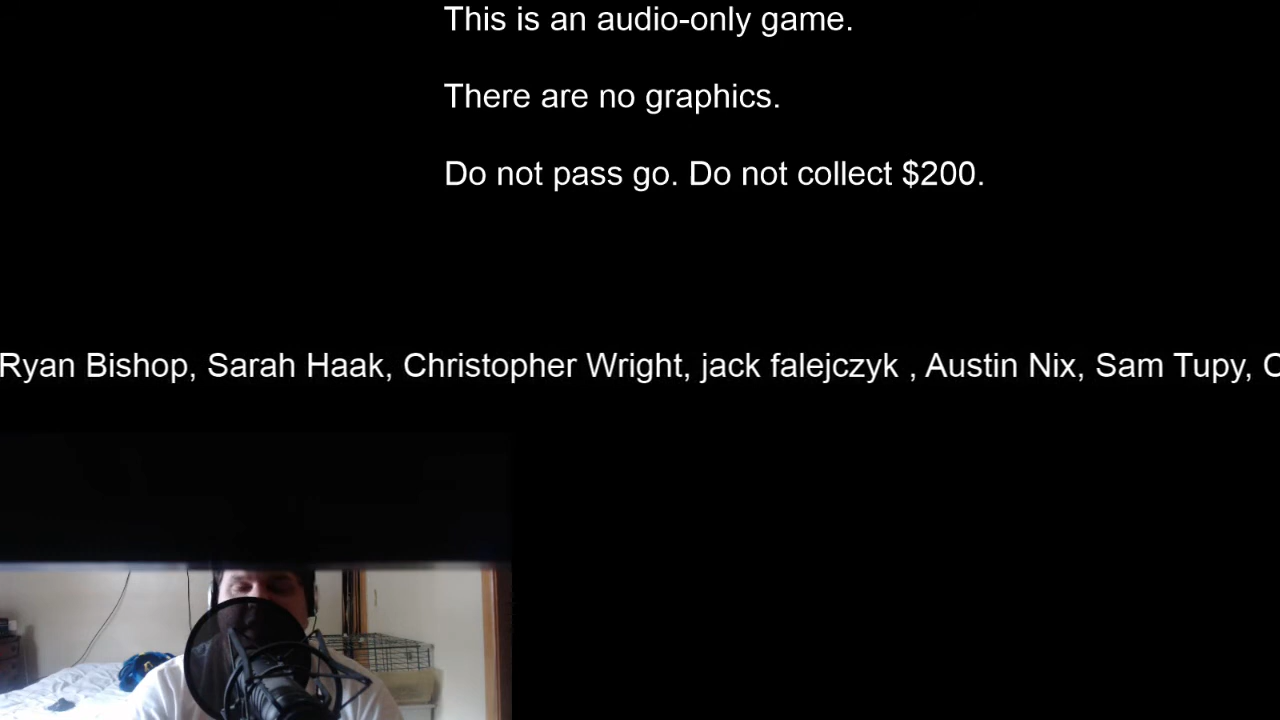 This is an audio-only game.
There are no graphics.
Do not pass go. Do not collect $200.
Ryan Bishop, Sarah Haak, Christopher Wright, jack falejczyk , Austin Nix, Sam Tupy, C